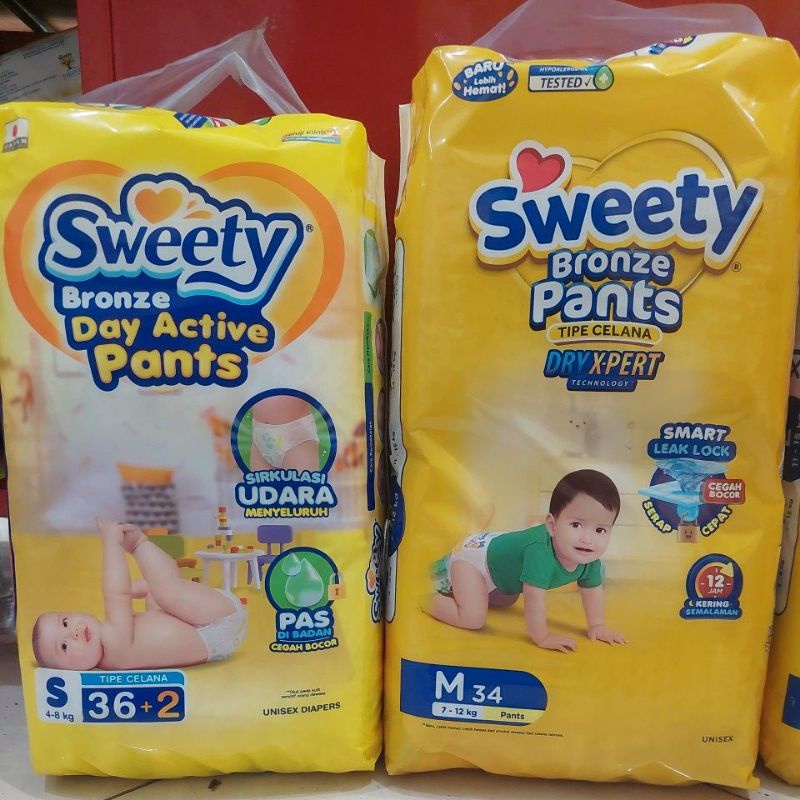 Sweety®
Bronze
Day Active
Pants
SIRKULASI
UDARA
MENYELURUH
PAS
DI BADAN
CEGAH BOCOR
S
4-8 kg
TIPE CELANA
36+2
UNISEX DIAPERS
BARU
Lebih
Hemat!
HYPOALLERGENIC
TESTED
Sweety®
Bronze
Pants
TIPE CELANA
DRY X-PERT
TECHNOLOGY
SMART
LEAK LOCK
CEGAH
BOCOR
SERAP CEPAT
12
JAM
KERING
SEMALAMAN
M 34
7 - 12 kg
Pants
UNISEX